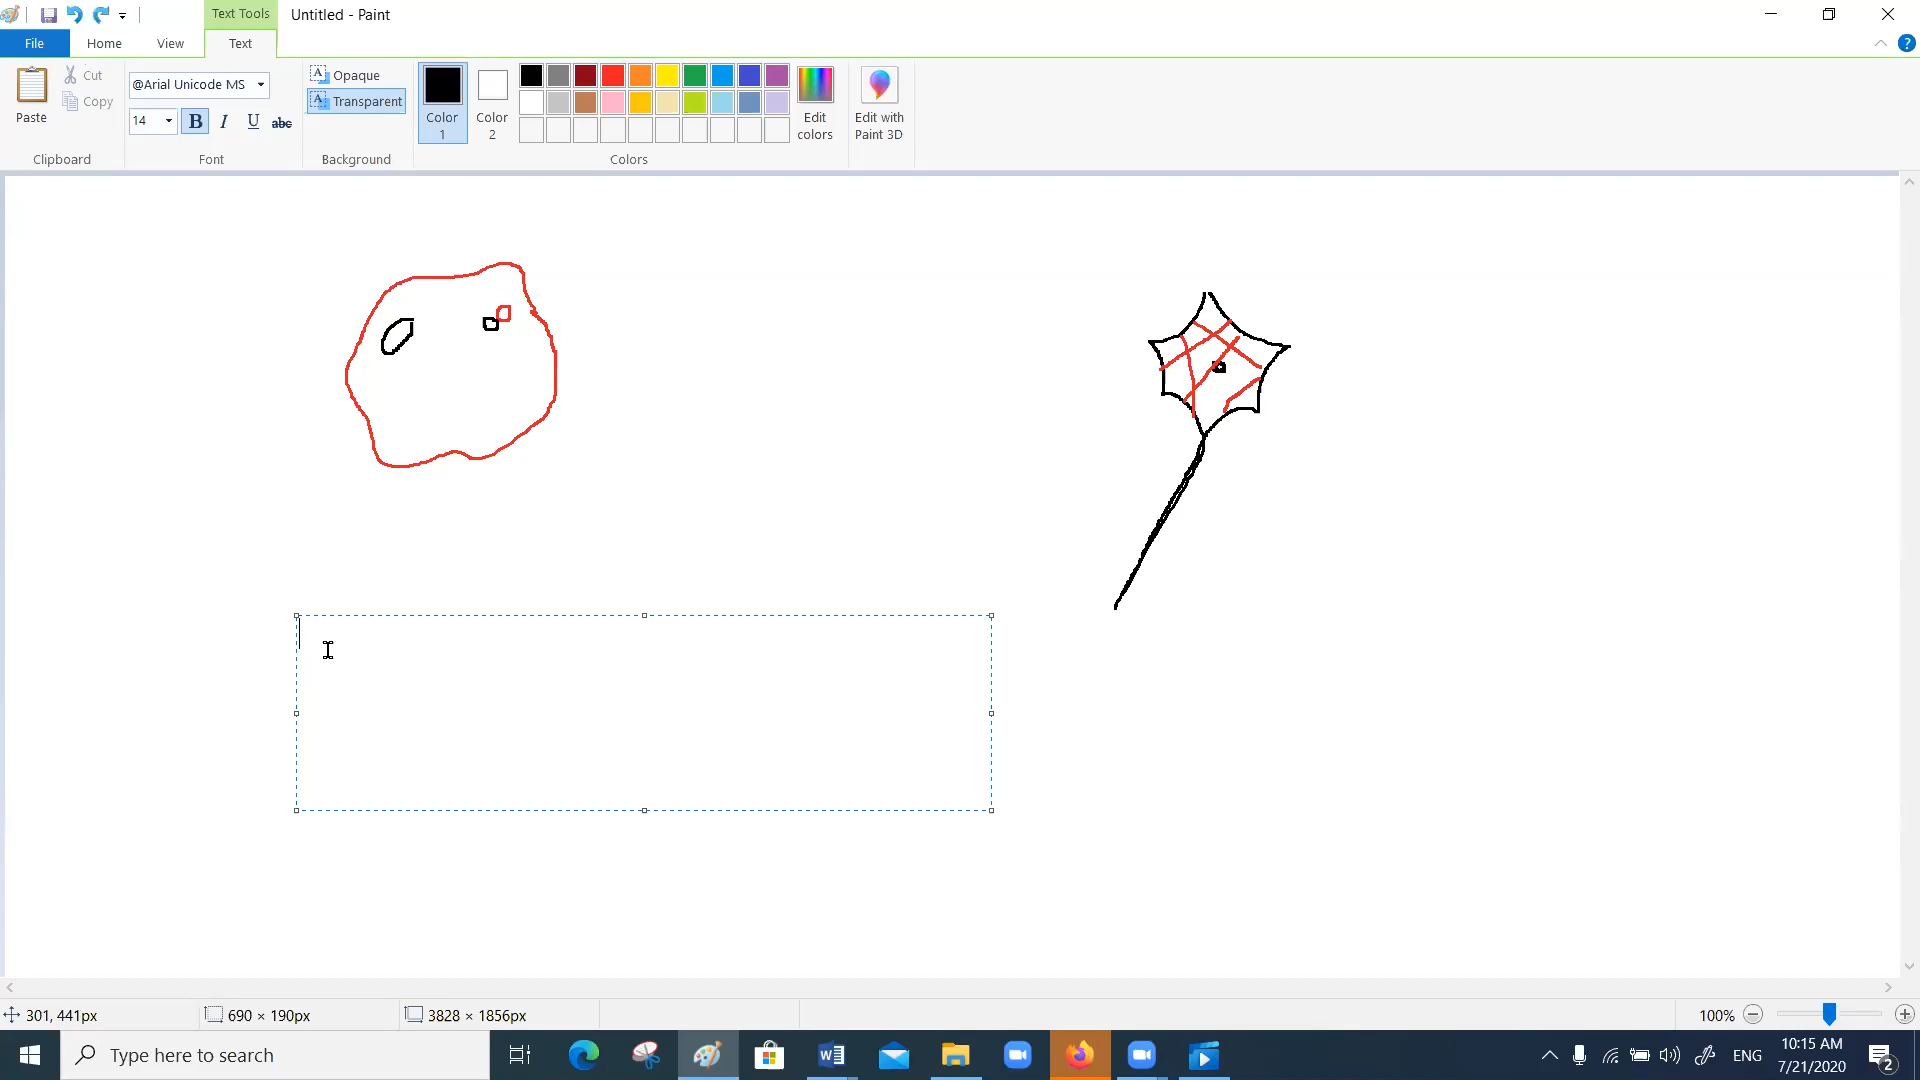 Text Tools
Untitled - Paint
File
Home
View
Text
Paste
Cut
Copy
Clipboard
@Arial Unicode MS
14
B
I
U
abc
Font
Opaque
Transparent
Background
Color
1
Color
2
Edit
colors
Colors
Edit with
Paint 3D
301, 441px
690 × 190px
3828 × 1856px
100%
Type here to search
ENG
10:15 AM
7/21/2020
2